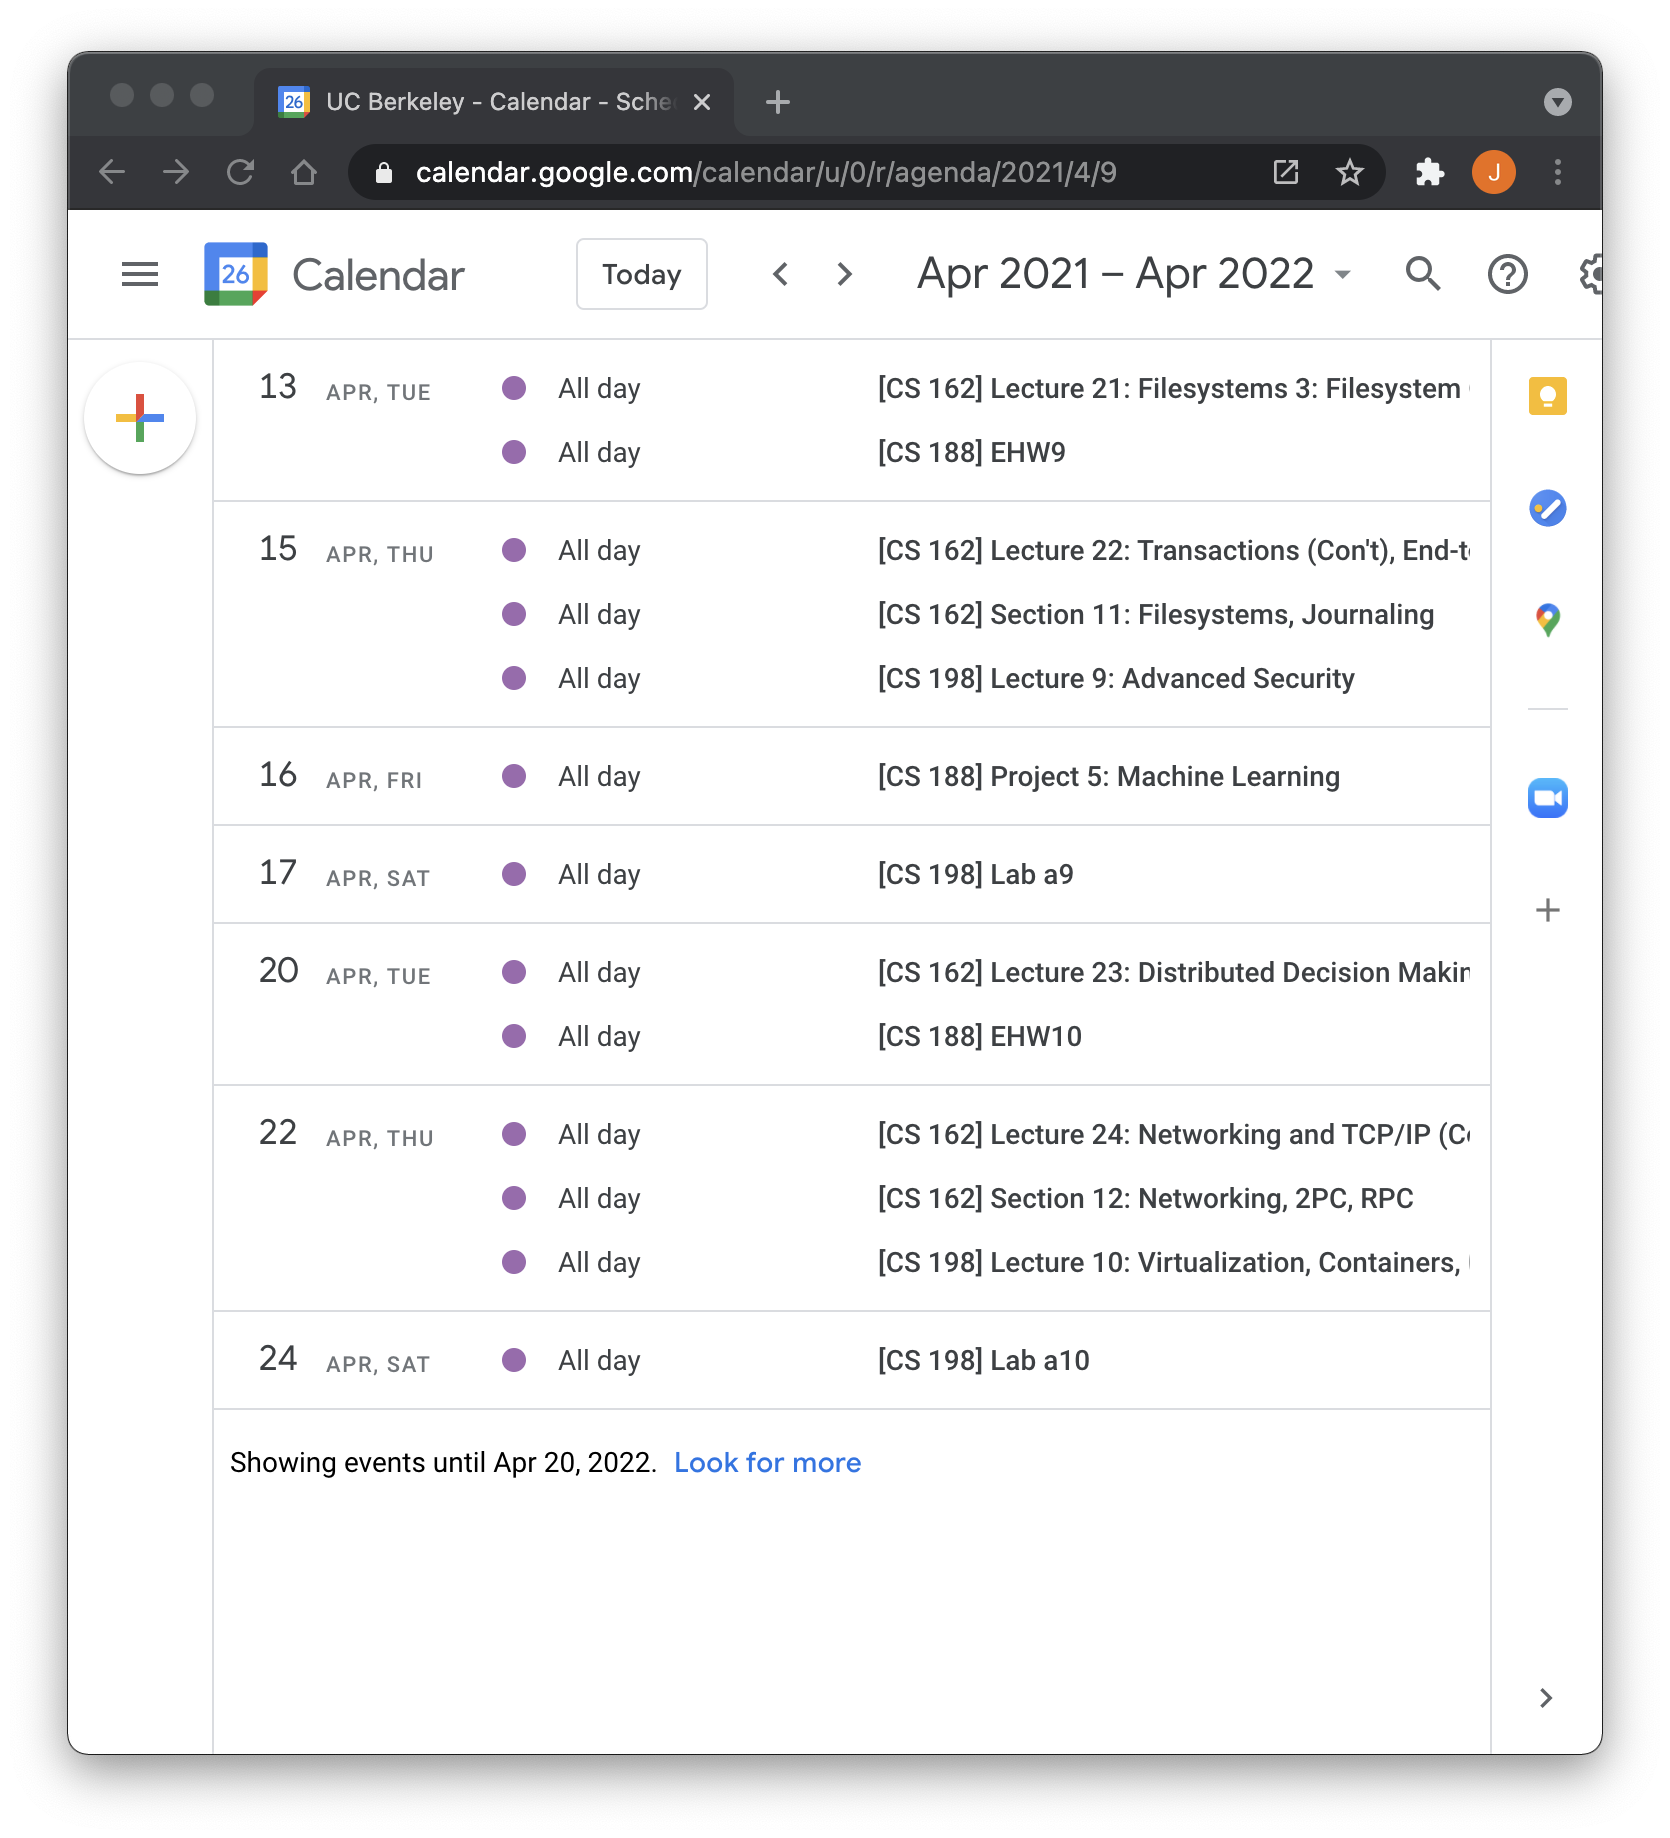 26 UC Berkeley - Calendar - Sche
calendar.google.com/calendar/u/0/r/agenda/2021/4/9
J
26 Calendar Today Apr 2021 – Apr 2022
13 APR, TUE All day [CS 162] Lecture 21: Filesystems 3: Filesystem
All day [CS 188] EHW9
15 APR, THU All day [CS 162] Lecture 22: Transactions (Con't), End-t
All day [CS 162] Section 11: Filesystems, Journaling
All day [CS 198] Lecture 9: Advanced Security
16 APR, FRI All day [CS 188] Project 5: Machine Learning
17 APR, SAT All day [CS 198] Lab a9
20 APR, TUE All day [CS 162] Lecture 23: Distributed Decision Makin
All day [CS 188] EHW10
22 APR, THU All day [CS 162] Lecture 24: Networking and TCP/IP (C
All day [CS 162] Section 12: Networking, 2PC, RPC
All day [CS 198] Lecture 10: Virtualization, Containers,
24 APR, SAT All day [CS 198] Lab a10
Showing events until Apr 20, 2022. Look for more